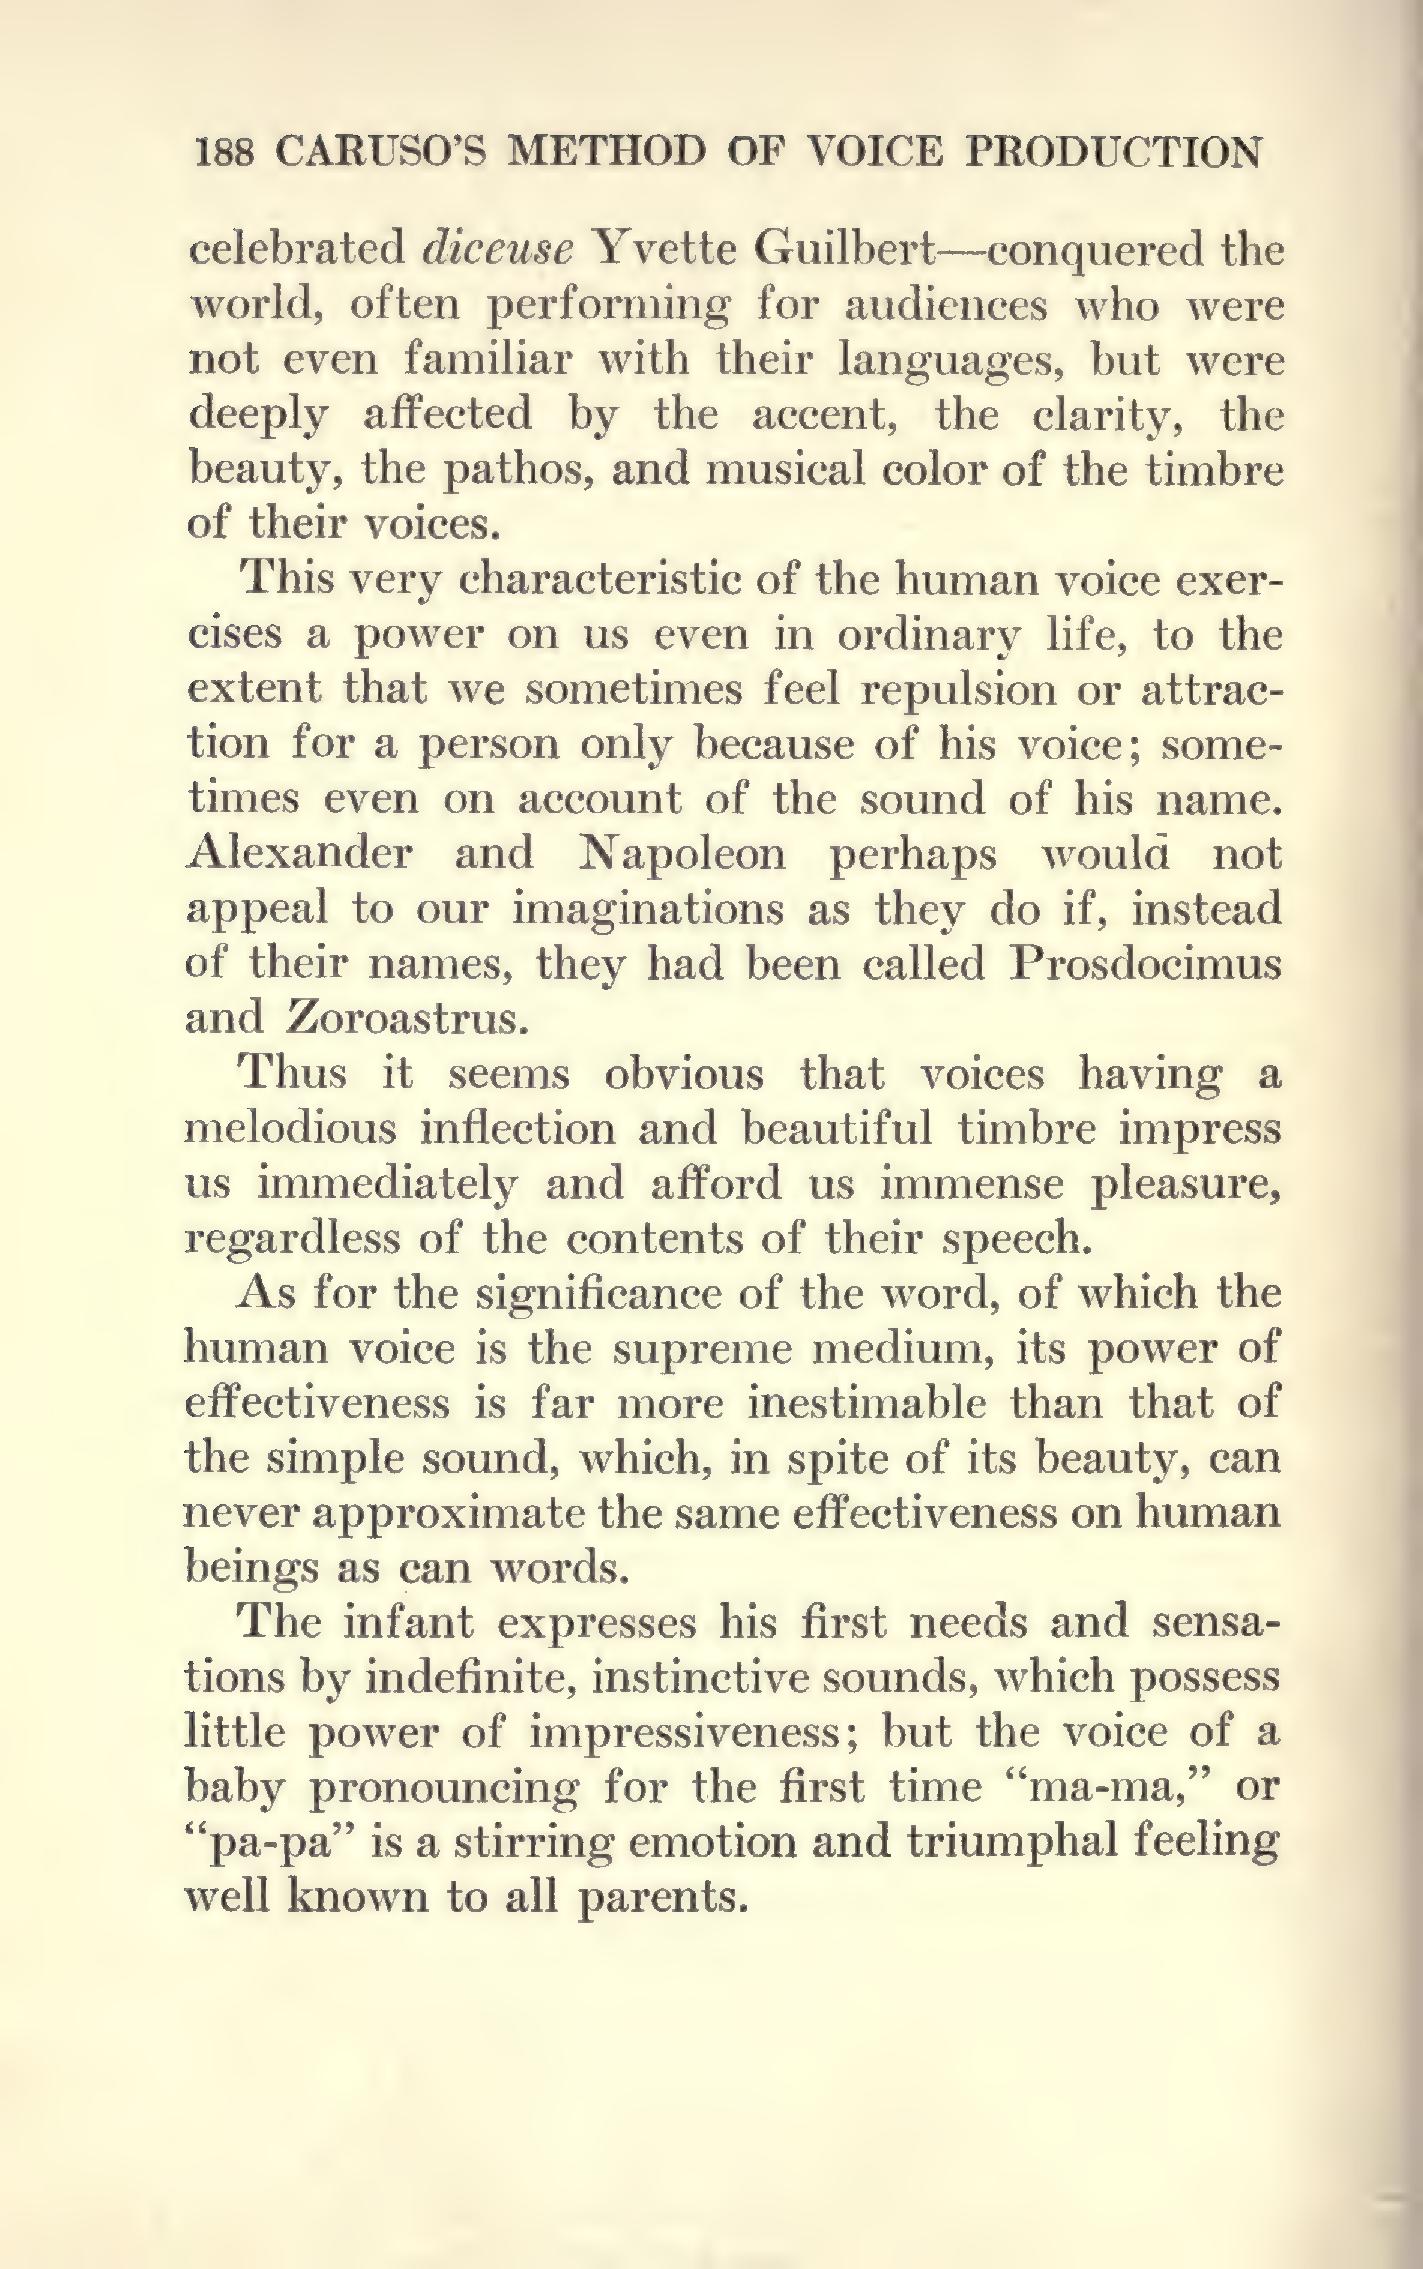 188 CARUSO'S METHOD OF VOICE PRODUCTION
celebrated diceuse Yvette Guilbert—conquered the
world, often performing for audiences who were
not even familiar with their languages, but were
deeply affected by the accent, the clarity, the
beauty, the pathos, and musical color of the timbre
of their voices.
This very characteristic of the human voice exer-
cises a power on us even in ordinary life, to the
extent that we sometimes feel repulsion or attrac-
tion for a person only because of his voice; some-
times even on account of the sound of his name.
Alexander and Napoleon perhaps would not
appeal to our imaginations as they do if, instead
of their names, they had been called Prosdocimus
and Zoroastrus.
Thus it seems obvious that voices having a
melodious inflection and beautiful timbre impress
us immediately and afford us immense pleasure,
regardless of the contents of their speech.
As for the significance of the word, of which the
human voice is the supreme medium, its power of
effectiveness is far more inestimable than that of
the simple sound, which, in spite of its beauty, can
never approximate the same effectiveness on human
beings as can words.
The infant expresses his first needs and sensa-
tions by indefinite, instinctive sounds, which possess
little power of impressiveness; but the voice of a
baby pronouncing for the first time “ma-ma,” or
“pa-pa” is a stirring emotion and triumphal feeling
well known to all parents.